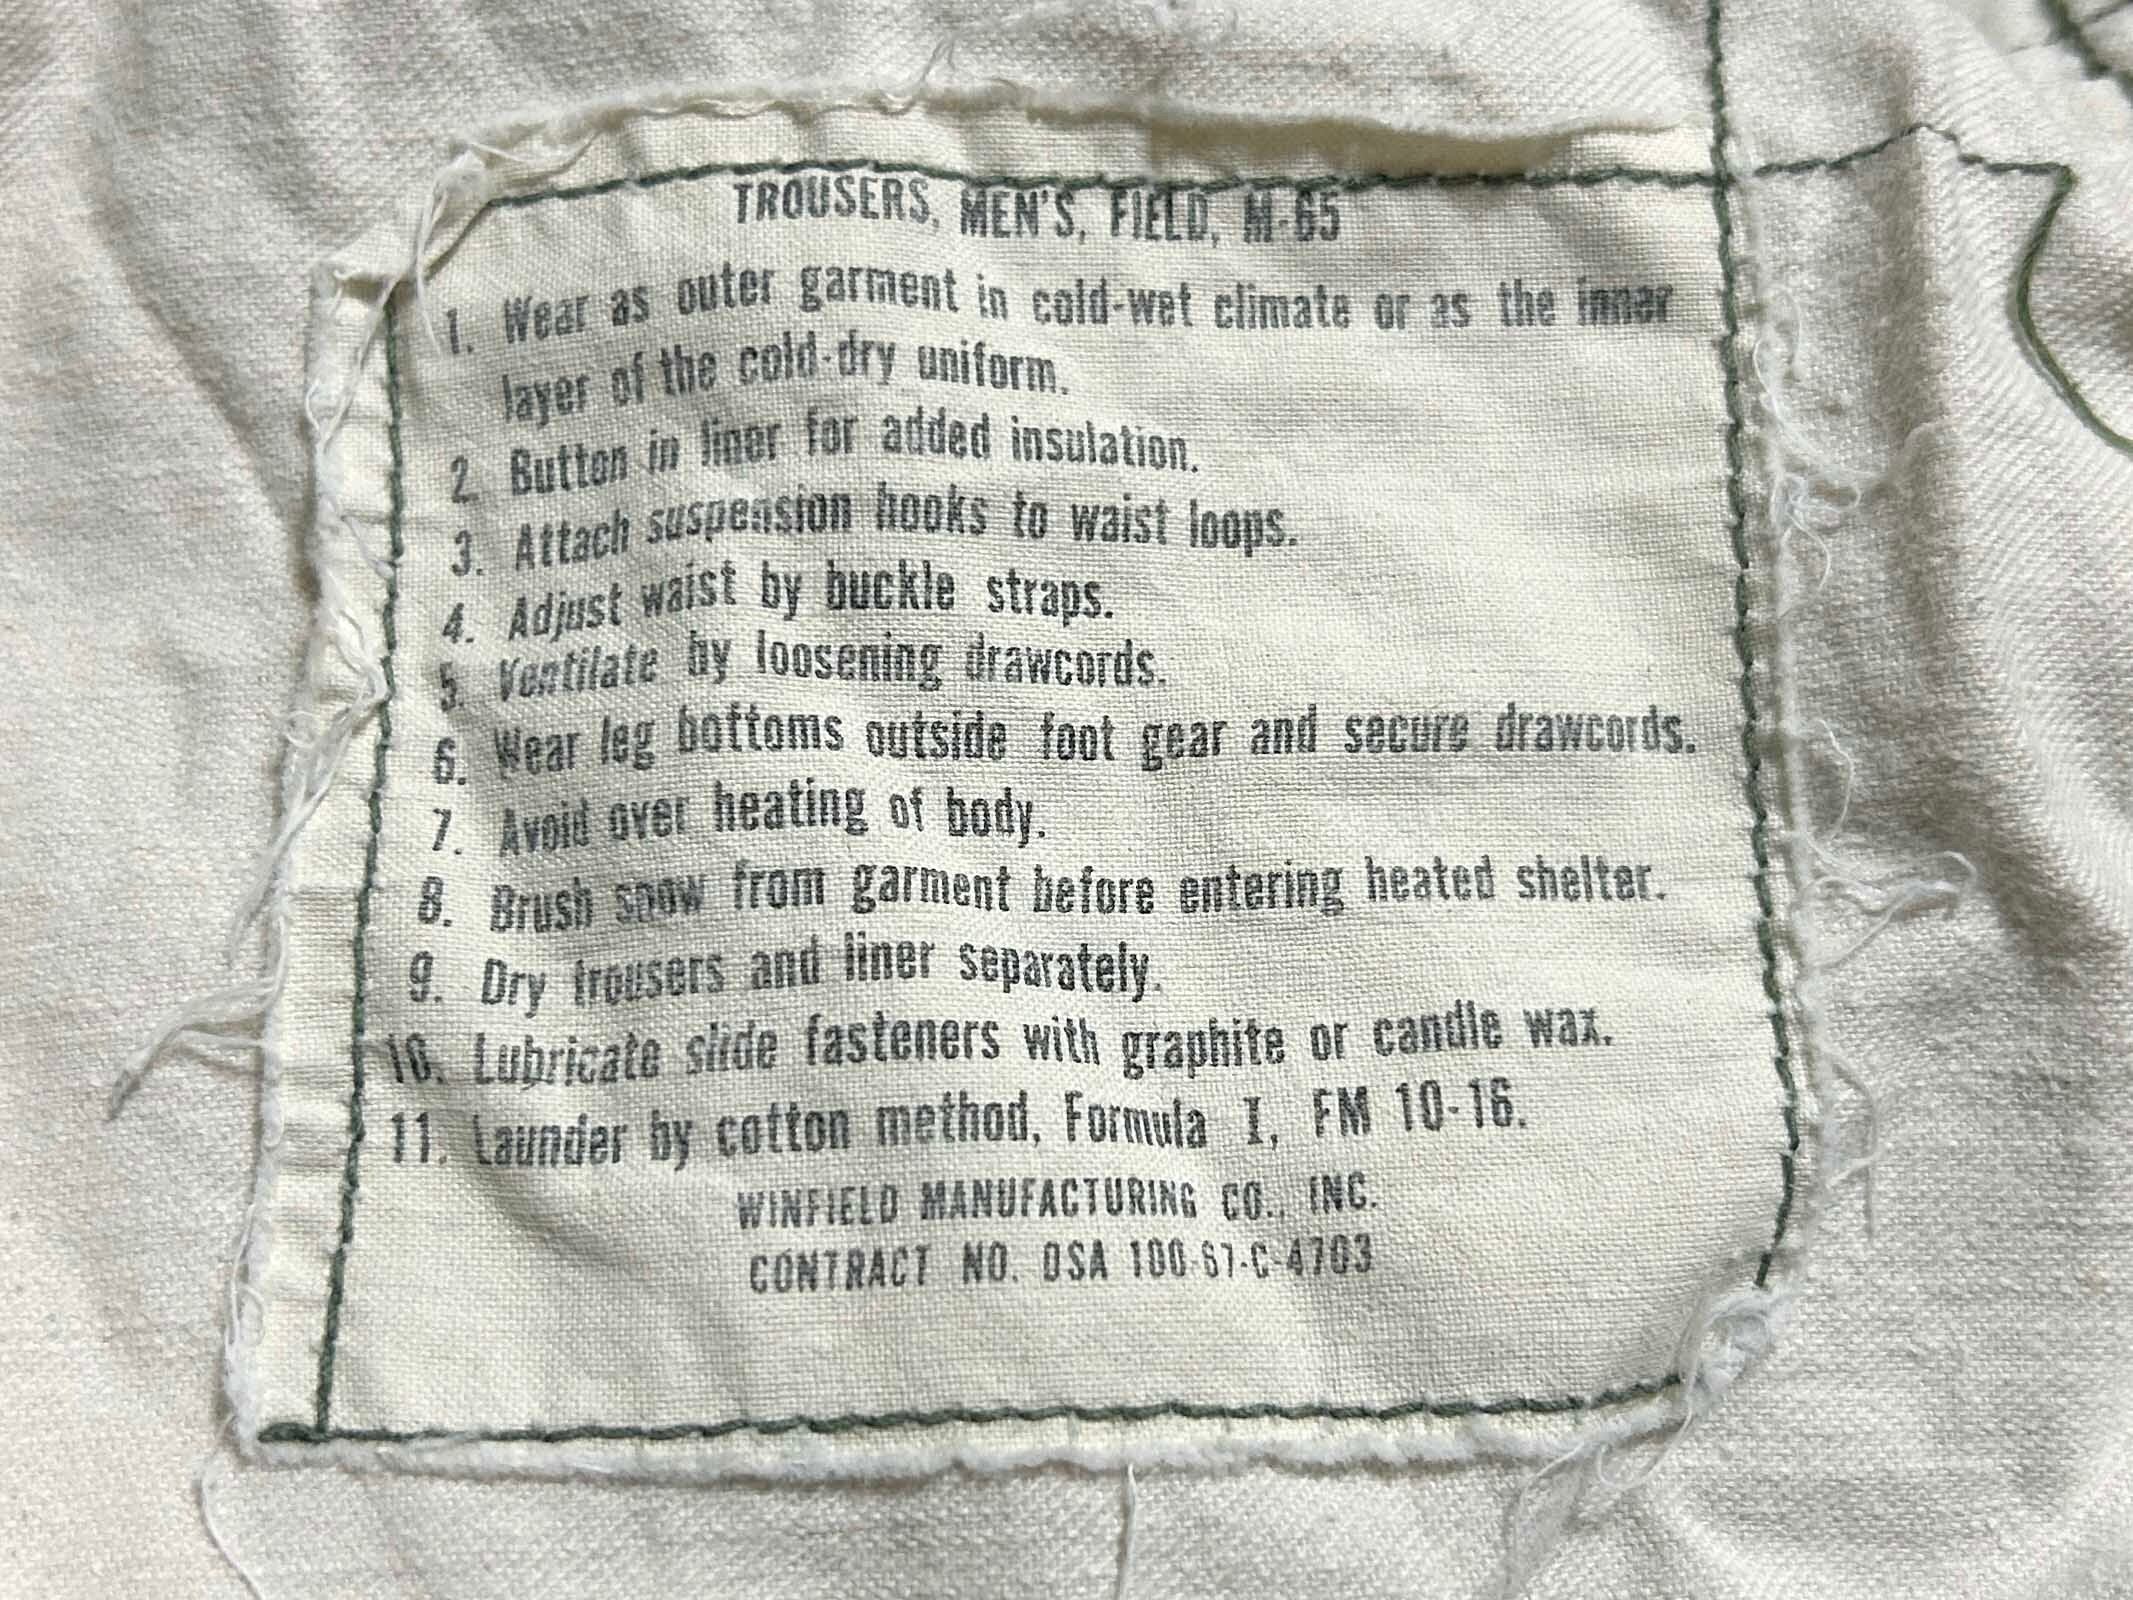 TROUSERS, MEN'S, FIELD, M-65
1. Wear as outer garment in cold-wet climate or as the inner
layer of the cold-dry uniform.
2. Button in liner for added insulation.
3. Attach suspension hooks to waist loops.
4. Adjust waist by buckle straps.
5. Ventilate by loosening drawcords.
6. Wear leg bottoms outside foot gear and secure drawcords.
7. Avoid over heating of body.
8. Brush snow from garment before entering heated shelter.
9. Dry trousers and liner separately.
10. Lubricate slide fasteners with graphite or candle wax.
11. Launder by cotton method, Formula I, FM 10-16.
WINFIELD MANUFACTURING CO., INC.
CONTRACT NO. DSA 100-67-C-4703